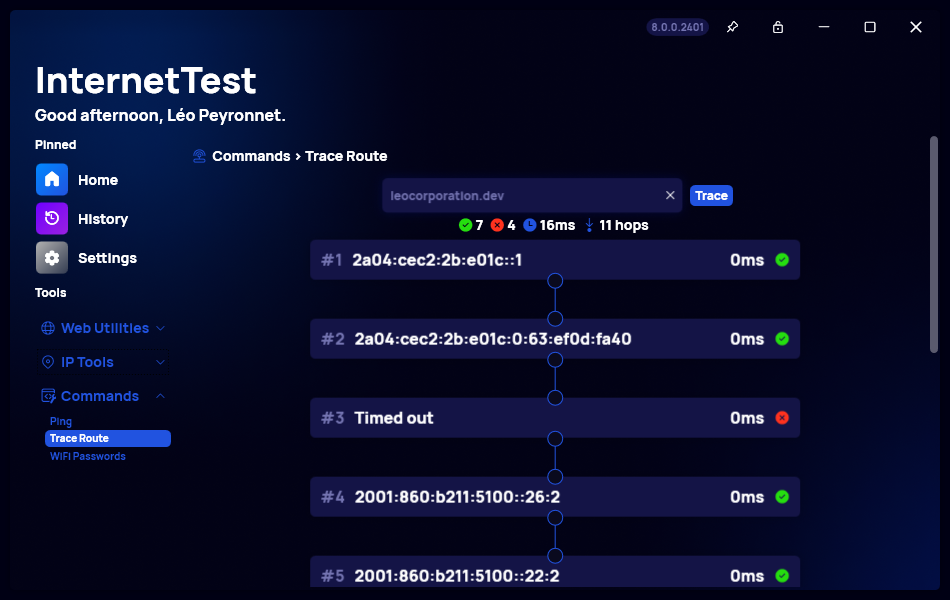 8.0.0.2401
InternetTest
Good afternoon, Léo Peyronnet.
Pinned
Home
History
Settings
Tools
Web Utilities
IP Tools
Commands
Ping
Trace Route
WiFi Passwords
Commands > Trace Route
leocorporation.dev
Trace
7 4 16ms 11 hops
#1 2a04:cec2:2b:e01c::1 0ms
#2 2a04:cec2:2b:e01c:0:63:ef0d:fa40 0ms
#3 Timed out 0ms
#4 2001:860:b211:5100::26:2 0ms
#5 2001:860:b211:5100::22:2 0ms